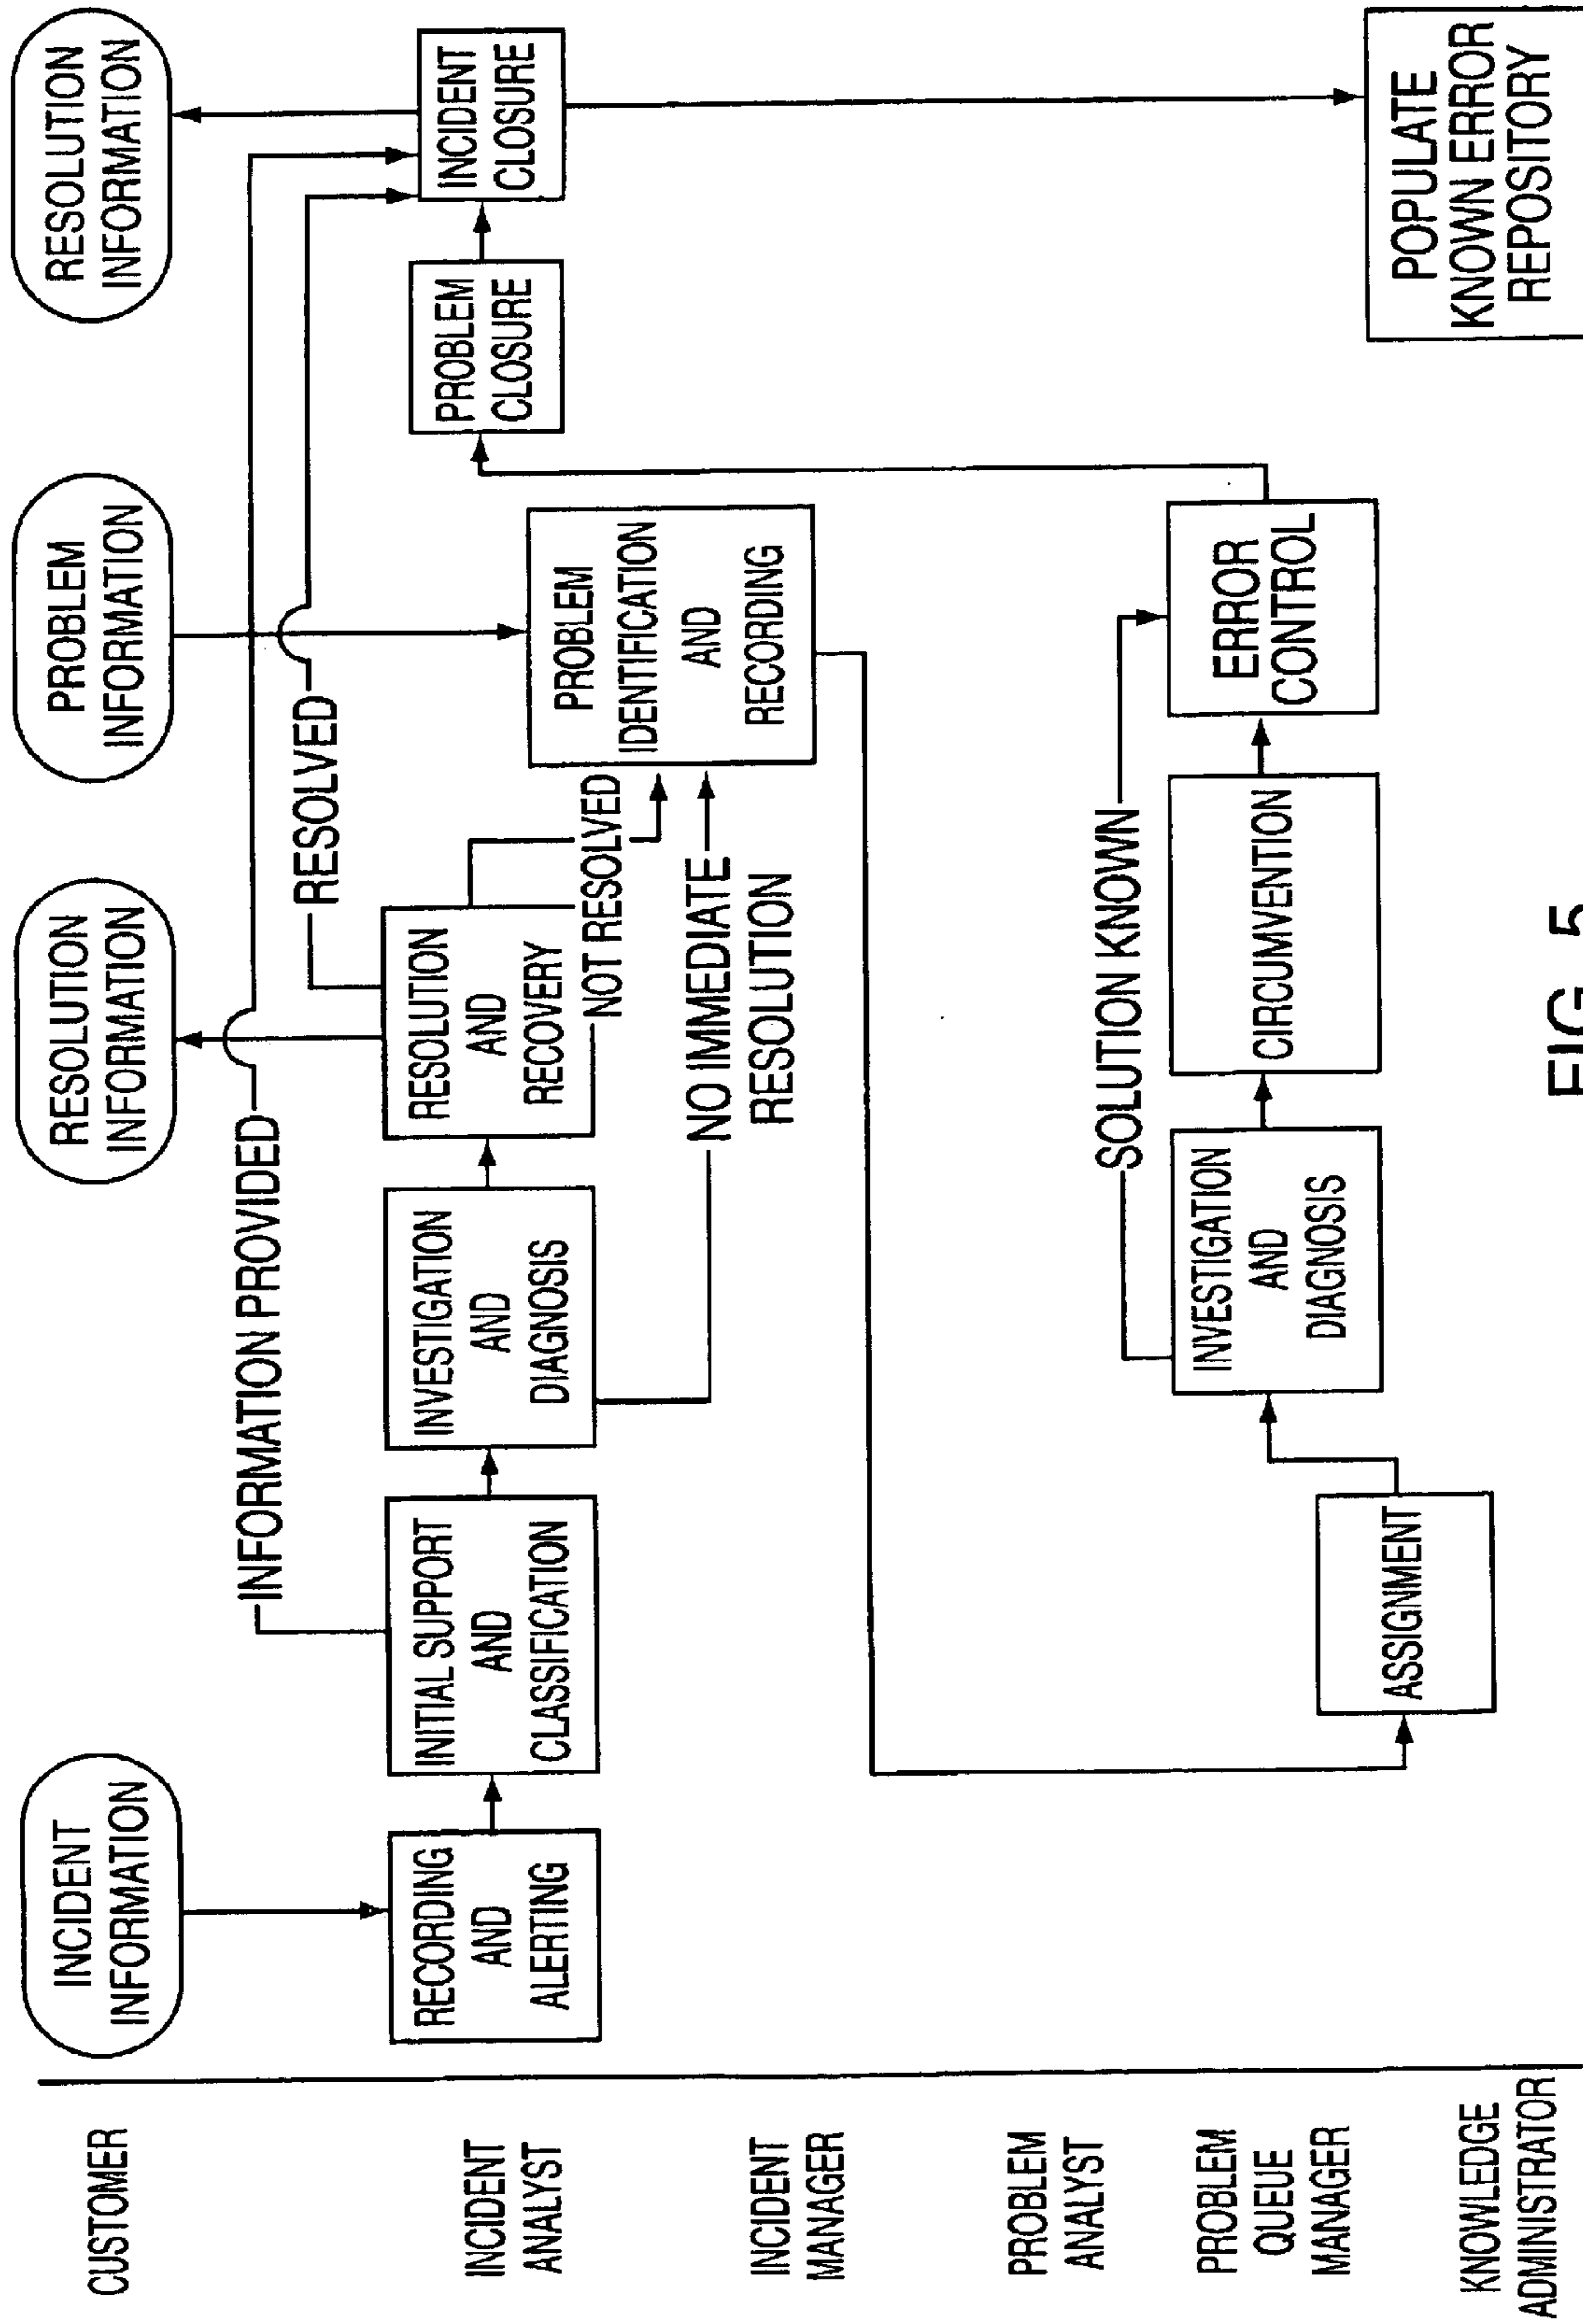 CUSTOMER
INCIDENT
ANALYST
INCIDENT
MANAGER
PROBLEM
ANALYST
PROBLEM
QUEUE
MANAGER
KNOWLEDGE
ADMINISTRATOR
INCIDENT
INFORMATION
RESOLUTION
INFORMATION
PROBLEM
INFORMATION
RESOLUTION
INFORMATION
INFORMATION PROVIDED
RESOLVED
RECORDING
AND
ALERTING
INITIAL SUPPORT
AND
CLASSIFICATION
INVESTIGATION
AND
DIAGNOSIS
RESOLUTION
AND
RECOVERY
NOT RESOLVED
NO IMMEDIATE
RESOLUTION
PROBLEM
IDENTIFICATION
AND
RECORDING
PROBLEM
CLOSURE
INCIDENT
CLOSURE
SOLUTION KNOWN
ASSIGNMENT
INVESTIGATION
AND
DIAGNOSIS
CIRCUMVENTION
ERROR
CONTROL
POPULATE
KNOWN ERROR
REPOSITORY
FIG. 5